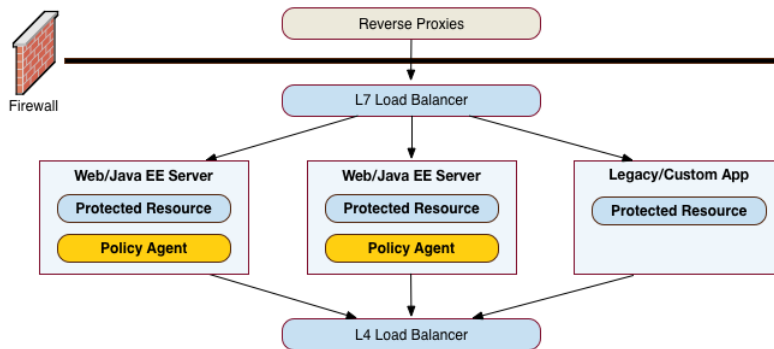 Reverse Proxies
Firewall
L7 Load Balancer
Web/Java EE Server
Protected Resource
Policy Agent
Web/Java EE Server
Protected Resource
Policy Agent
Legacy/Custom App
Protected Resource
L4 Load Balancer